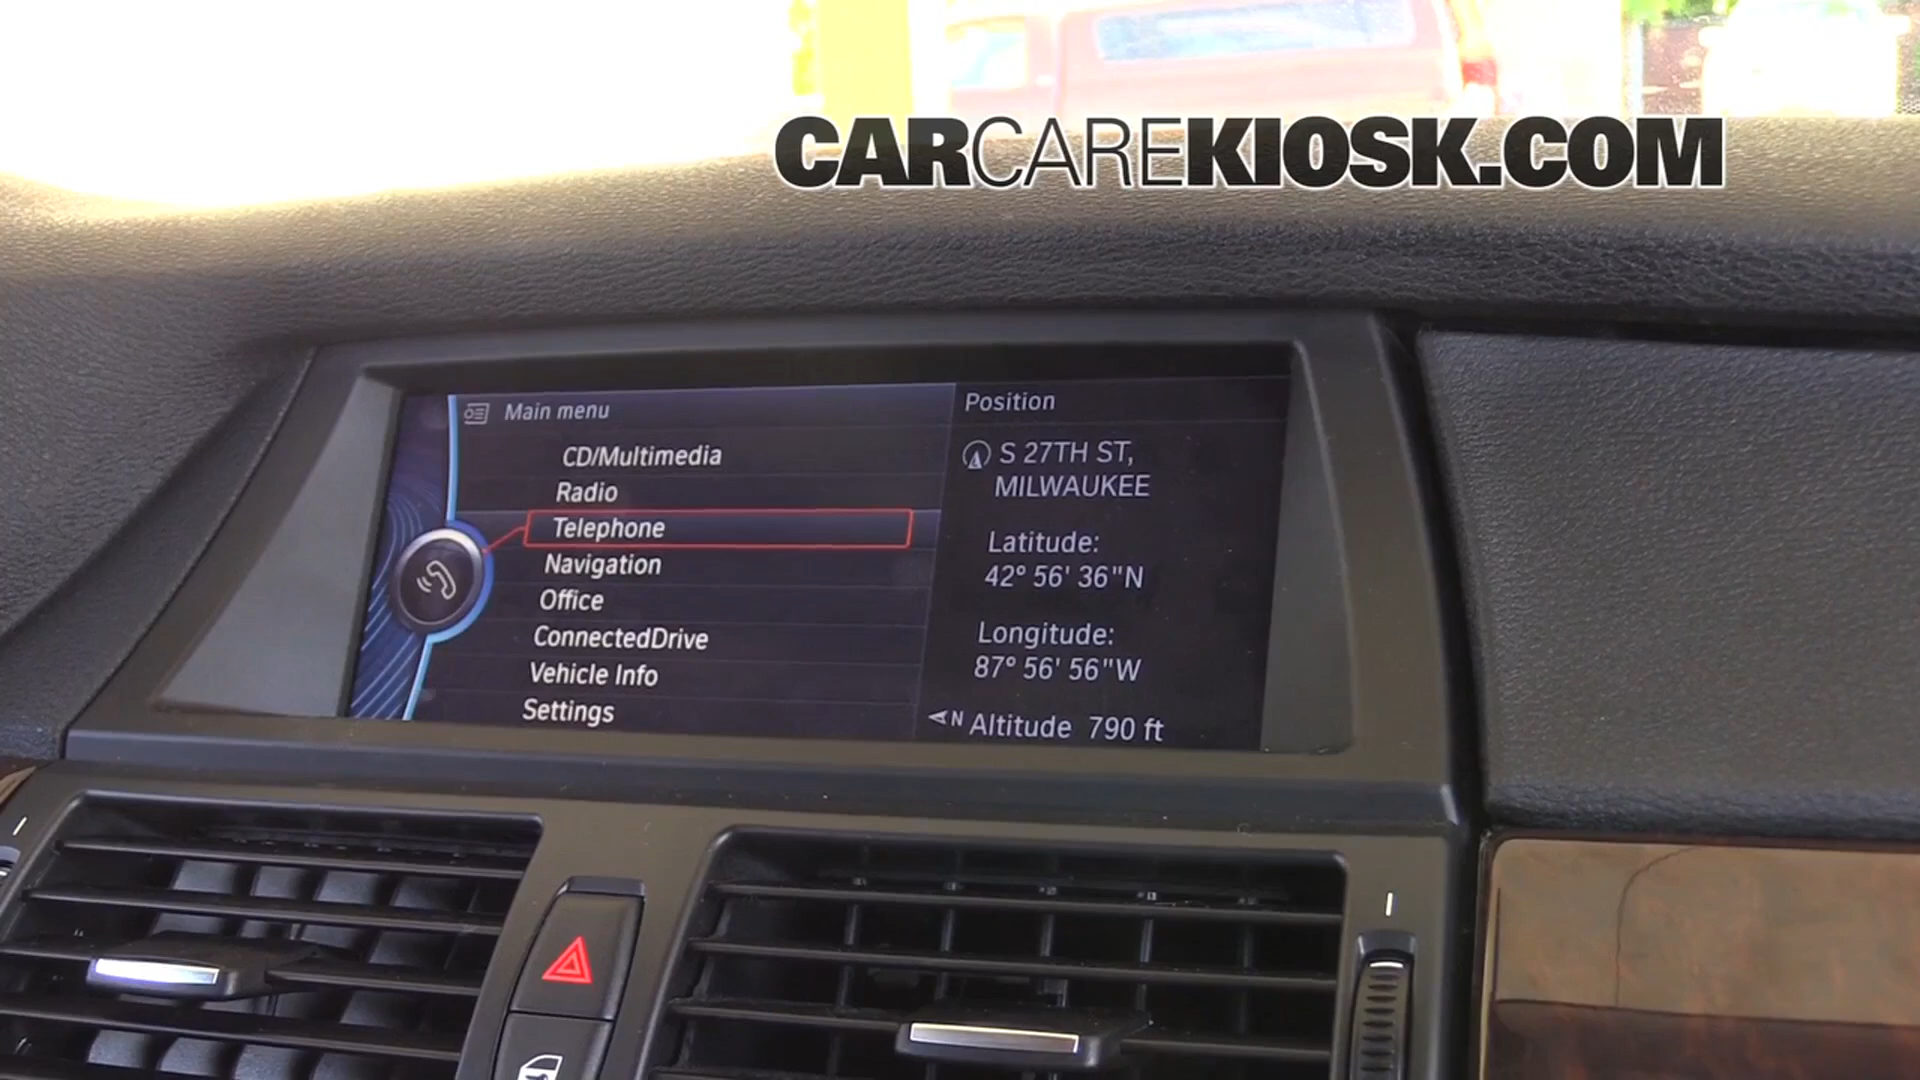 CARCAREKIOSK.COM
Main menu
CD/Multimedia
Radio
Telephone
Navigation
Office
ConnectedDrive
Vehicle Info
Settings
Position
S 27TH ST,
MILWAUKEE
Latitude:
42° 56' 36"N
Longitude:
87° 56' 56"W
N Altitude 790 ft